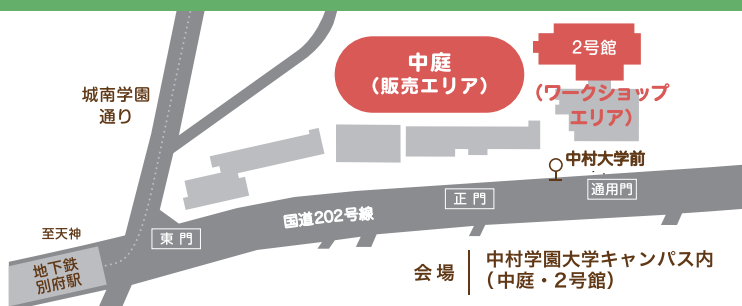 城南学園
通り
中庭
(販売エリア)
2号館
(ワークショップ
エリア)
中村大学前
通用門
正門
国道202号線
東門
至天神
地下鉄
別府駅
会場
中村学園大学キャンパス内
(中庭・2号館)